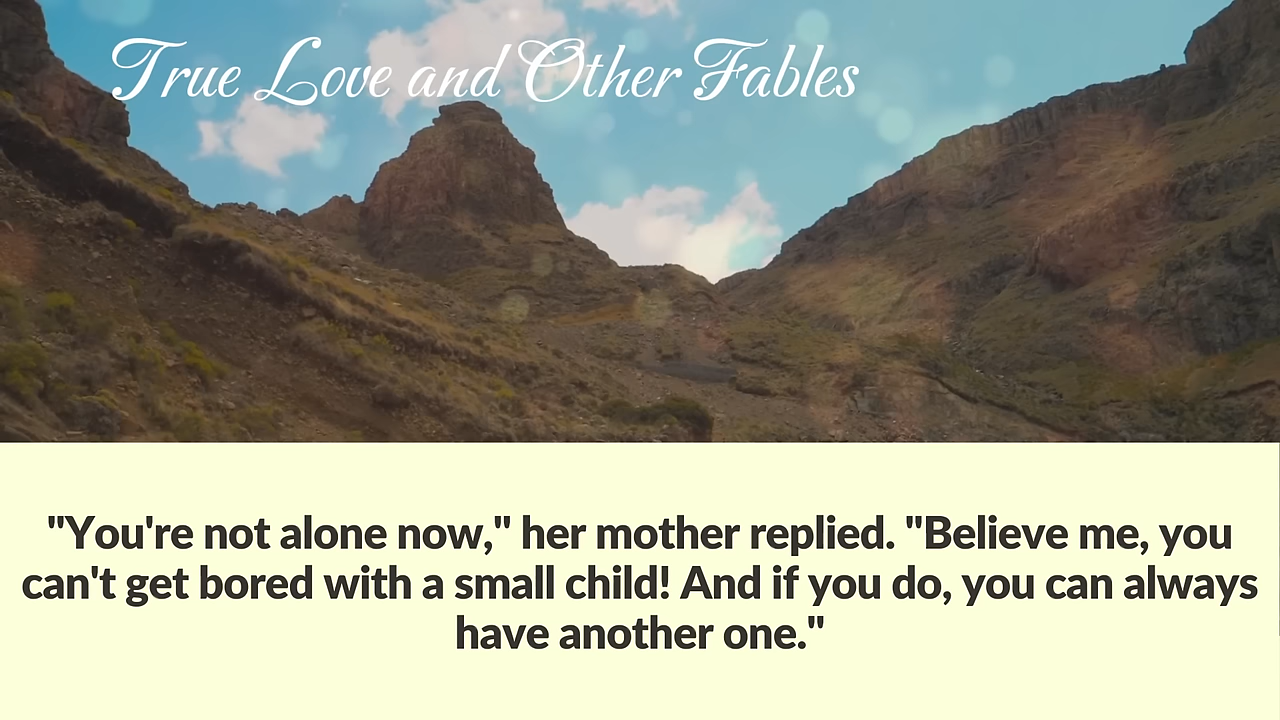 True Love and Other Fables
"You're not alone now," her mother replied. "Believe me, you
can't get bored with a small child! And if you do, you can always
have another one."